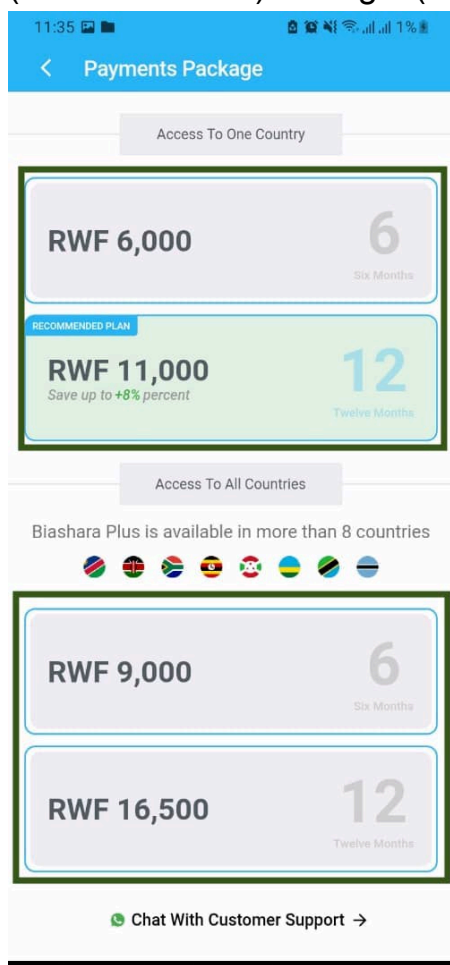 11:35 1%
Payments Package
Access To One Country
RWF 6,000
6
Six Months
RECOMMENDED PLAN
RWF 11,000
Save up to +8% percent
12
Twelve Months
Access To All Countries
Biashara Plus is available in more than 8 countries
RWF 9,000
6
Six Months
RWF 16,500
12
Twelve Months
Chat With Customer Support →